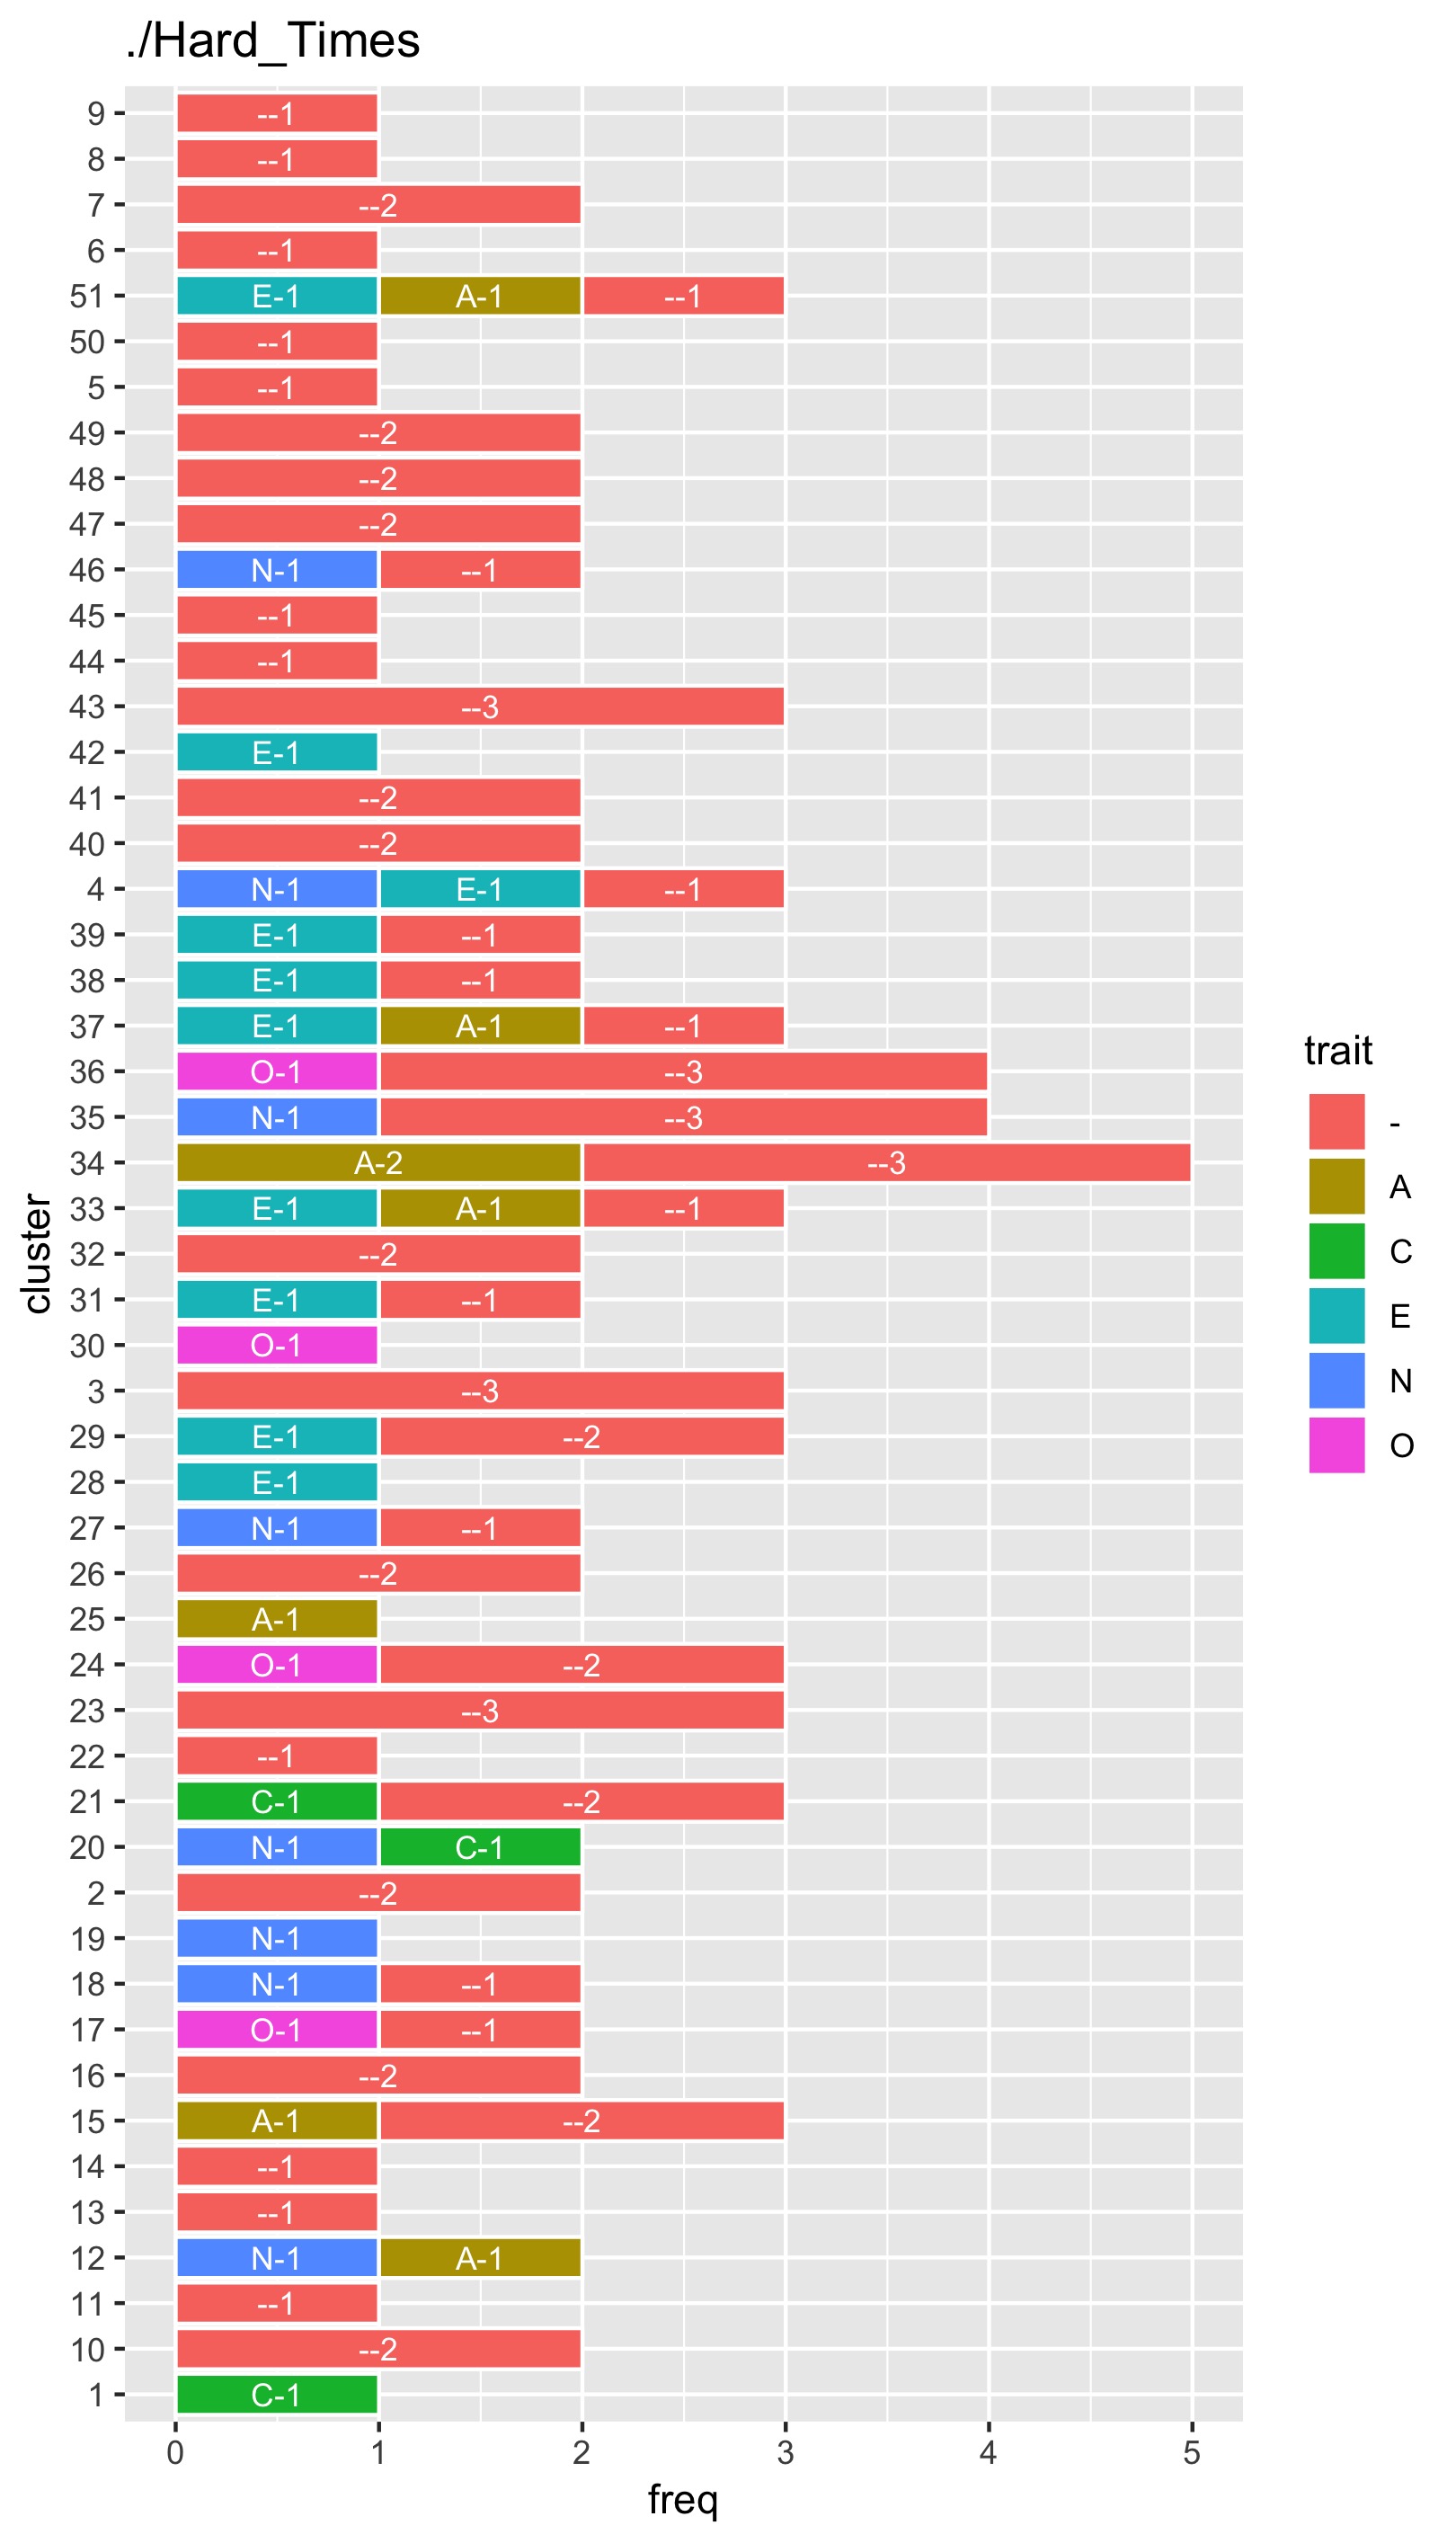 ./Hard_Times
9 --1
8 --1
7 --2
6 --1
51 E-1 A-1 --1
50 --1
5 --1
49 --2
48 --2
47 --2
46 N-1 --1
45 --1
44 --1
43 --3
42 E-1
41 --2
40 --2
4 N-1 E-1 --1
39 E-1 --1
38 E-1 --1
37 E-1 A-1 --1
36 O-1 --3
35 N-1 --3
34 A-2 --3
33 E-1 A-1 --1
32 --2
31 E-1 --1
30 O-1
3 --3
29 E-1 --2
28 E-1
27 N-1 --1
26 --2
25 A-1
24 O-1 --2
23 --3
22 --1
21 C-1 --2
20 N-1 C-1
2 --2
19 N-1
18 N-1 --1
17 O-1 --1
16 --2
15 A-1 --2
14 --1
13 --1
12 N-1 A-1
11 --1
10 --2
1 C-1
0 1 2 3 4 5
freq
cluster
trait
-
A
C
E
N
O